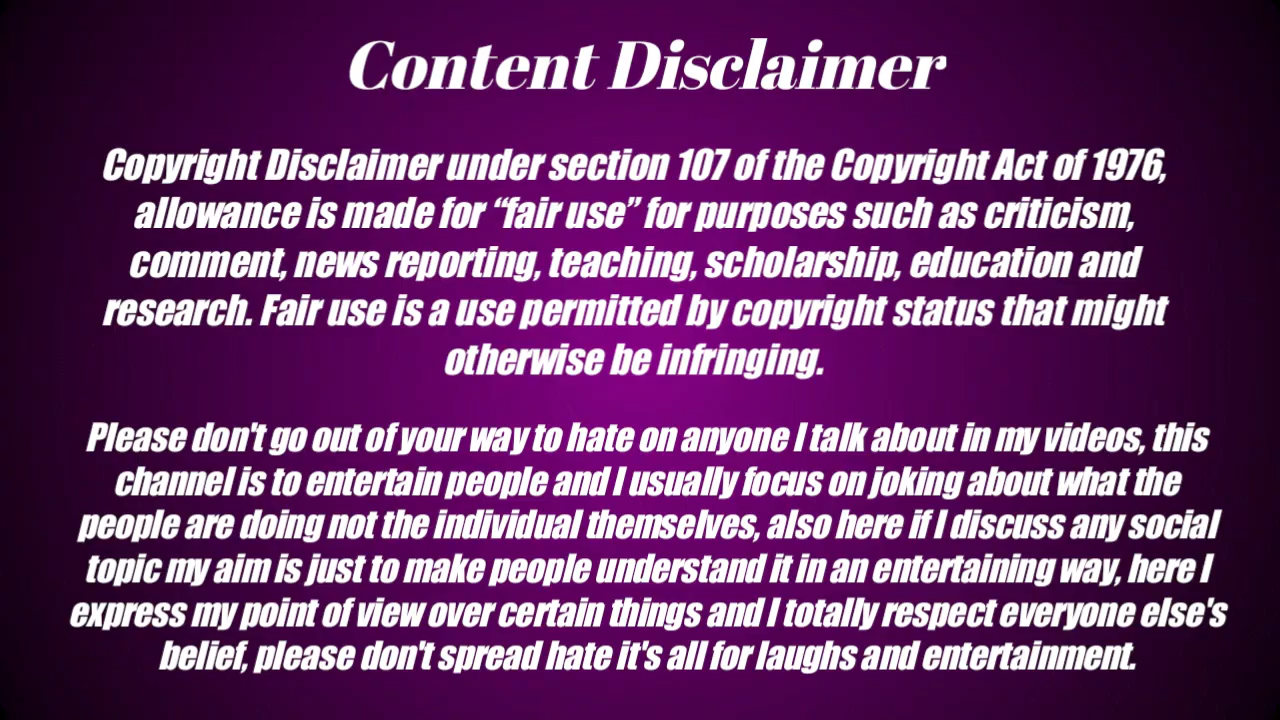 Content Disclaimer
Copyright Disclaimer under section 107 of the Copyright Act of 1976,
allowance is made for “fair use” for purposes such as criticism,
comment, news reporting, teaching, scholarship, education and
research. Fair use is a use permitted by copyright status that might
otherwise be infringing.
Please don't go out of your way to hate on anyone I talk about in my videos, this
channel is to entertain people and I usually focus on joking about what the
people are doing not the individual themselves, also here if I discuss any social
topic my aim is just to make people understand it in an entertaining way, here I
express my point of view over certain things and I totally respect everyone else's
belief, please don't spread hate it's all for laughs and entertainment.